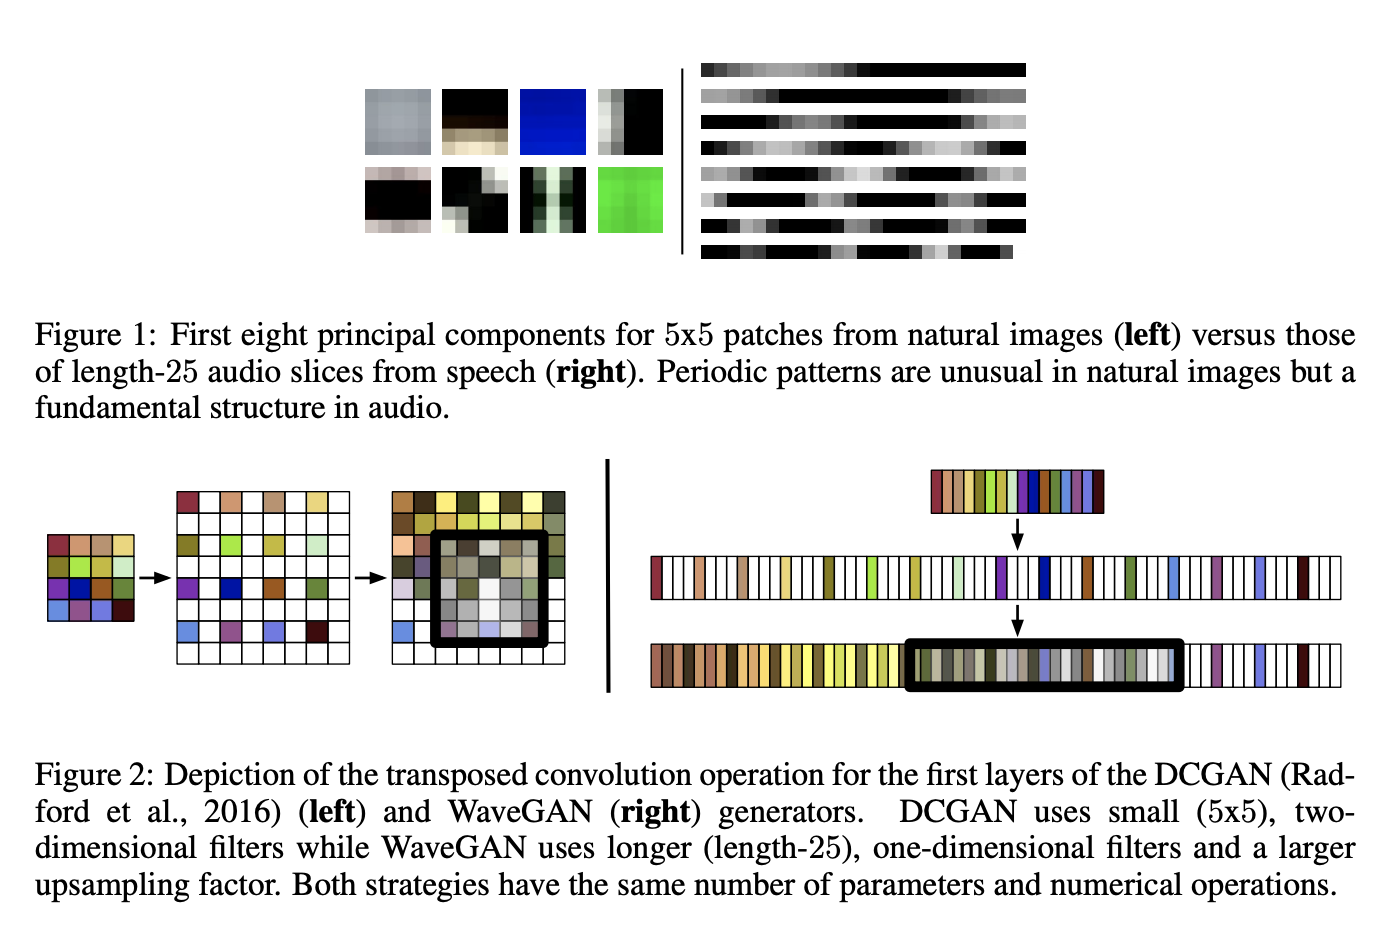 Figure 1: First eight principal components for 5x5 patches from natural images (left) versus those
of length-25 audio slices from speech (right). Periodic patterns are unusual in natural images but a
fundamental structure in audio.
Figure 2: Depiction of the transposed convolution operation for the first layers of the DCGAN (Rad-
ford et al., 2016) (left) and WaveGAN (right) generators. DCGAN uses small (5x5), two-
dimensional filters while WaveGAN uses longer (length-25), one-dimensional filters and a larger
upsampling factor. Both strategies have the same number of parameters and numerical operations.